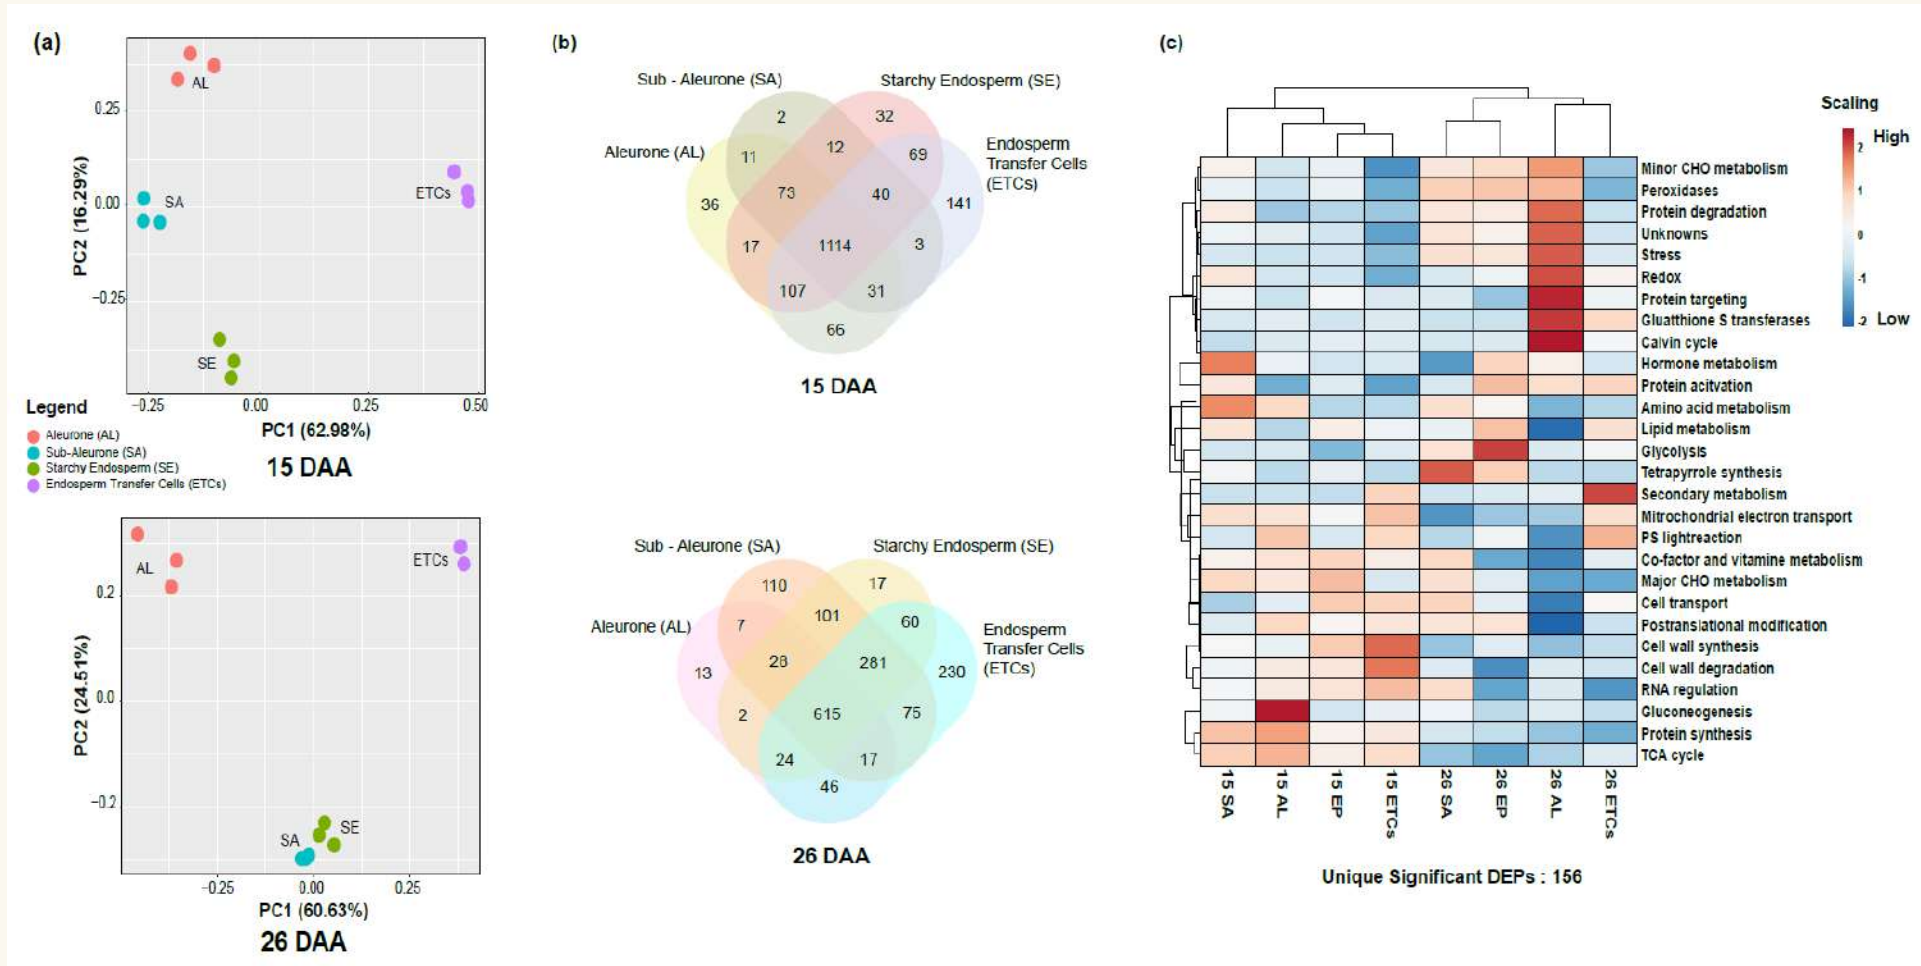 (a)
AL
SA
ETCs
SE
0.25
0.00
−0.25
PC2 (16.29%)
−0.25
0.00
0.25
0.50
PC1 (62.98%)
15 DAA
Legend
Aleurone (AL)
Sub-Aleurone (SA)
Starchy Endosperm (SE)
Endosperm Transfer Cells (ETCs)
AL
ETCs
SA
SE
0.2
0.0
−0.2
PC2 (24.51%)
−0.25
0.00
0.25
PC1 (60.63%)
26 DAA
(b)
Sub - Aleurone (SA)
Starchy Endosperm (SE)
Aleurone (AL)
Endosperm
Transfer Cells
(ETCs)
2
32
11
12
69
36
73
40
141
17
1114
3
107
31
66
15 DAA
Sub - Aleurone (SA)
Starchy Endosperm (SE)
Aleurone (AL)
Endosperm
Transfer Cells
(ETCs)
110
17
7
101
60
13
28
281
230
2
615
75
24
17
46
26 DAA
(c)
Scaling
High
2
1
0
-1
-2
Low
Minor CHO metabolism
Peroxidases
Protein degradation
Unknowns
Stress
Redox
Protein targeting
Gluatthione S transferases
Calvin cycle
Hormone metabolism
Protein acitvation
Amino acid metabolism
Lipid metabolism
Glycolysis
Tetrapyrrole synthesis
Secondary metabolism
Mitrochondrial electron transport
PS lightreaction
Co-factor and vitamine metabolism
Major CHO metabolism
Cell transport
Postranslational modification
Cell wall synthesis
Cell wall degradation
RNA regulation
Gluconeogenesis
Protein synthesis
TCA cycle
15 SA
15 AL
15 EP
15 ETCs
26 SA
26 EP
26 AL
26 ETCs
Unique Significant DEPs : 156